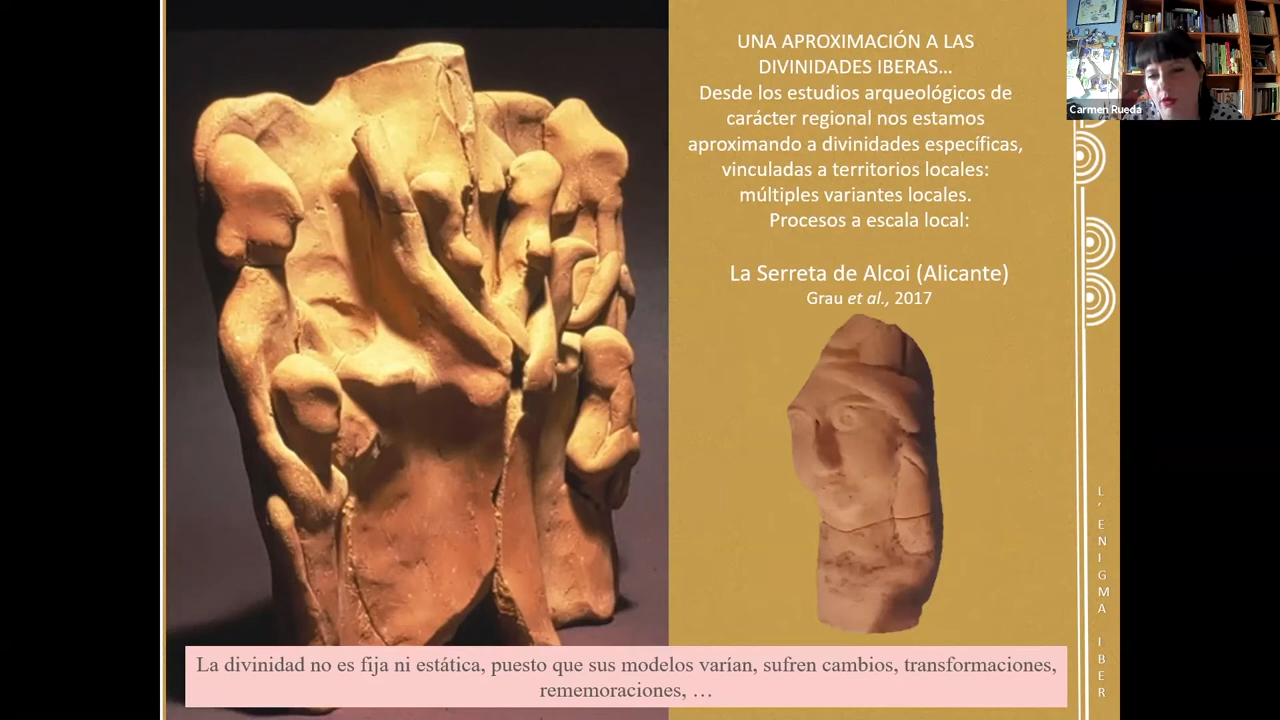 UNA APROXIMACIÓN A LAS
DIVINIDADES IBERAS…
Desde los estudios arqueológicos de
carácter regional nos estamos
aproximando a divinidades específicas,
vinculadas a territorios locales:
múltiples variantes locales.
Procesos a escala local:
La Serreta de Alcoi (Alicante)
Grau et al., 2017
La divinidad no es fija ni estática, puesto que sus modelos varían, sufren cambios, transformaciones,
rememoraciones, …
Carmen Rueda
L'ENIGMA IBER